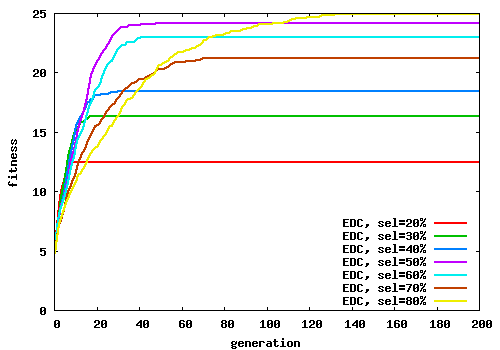 25
20
15
10
5
0
fitness
EDC, sel=20%
EDC, sel=30%
EDC, sel=40%
EDC, sel=50%
EDC, sel=60%
EDC, sel=70%
EDC, sel=80%
0 20 40 60 80 100 120 140 160 180 200
generation